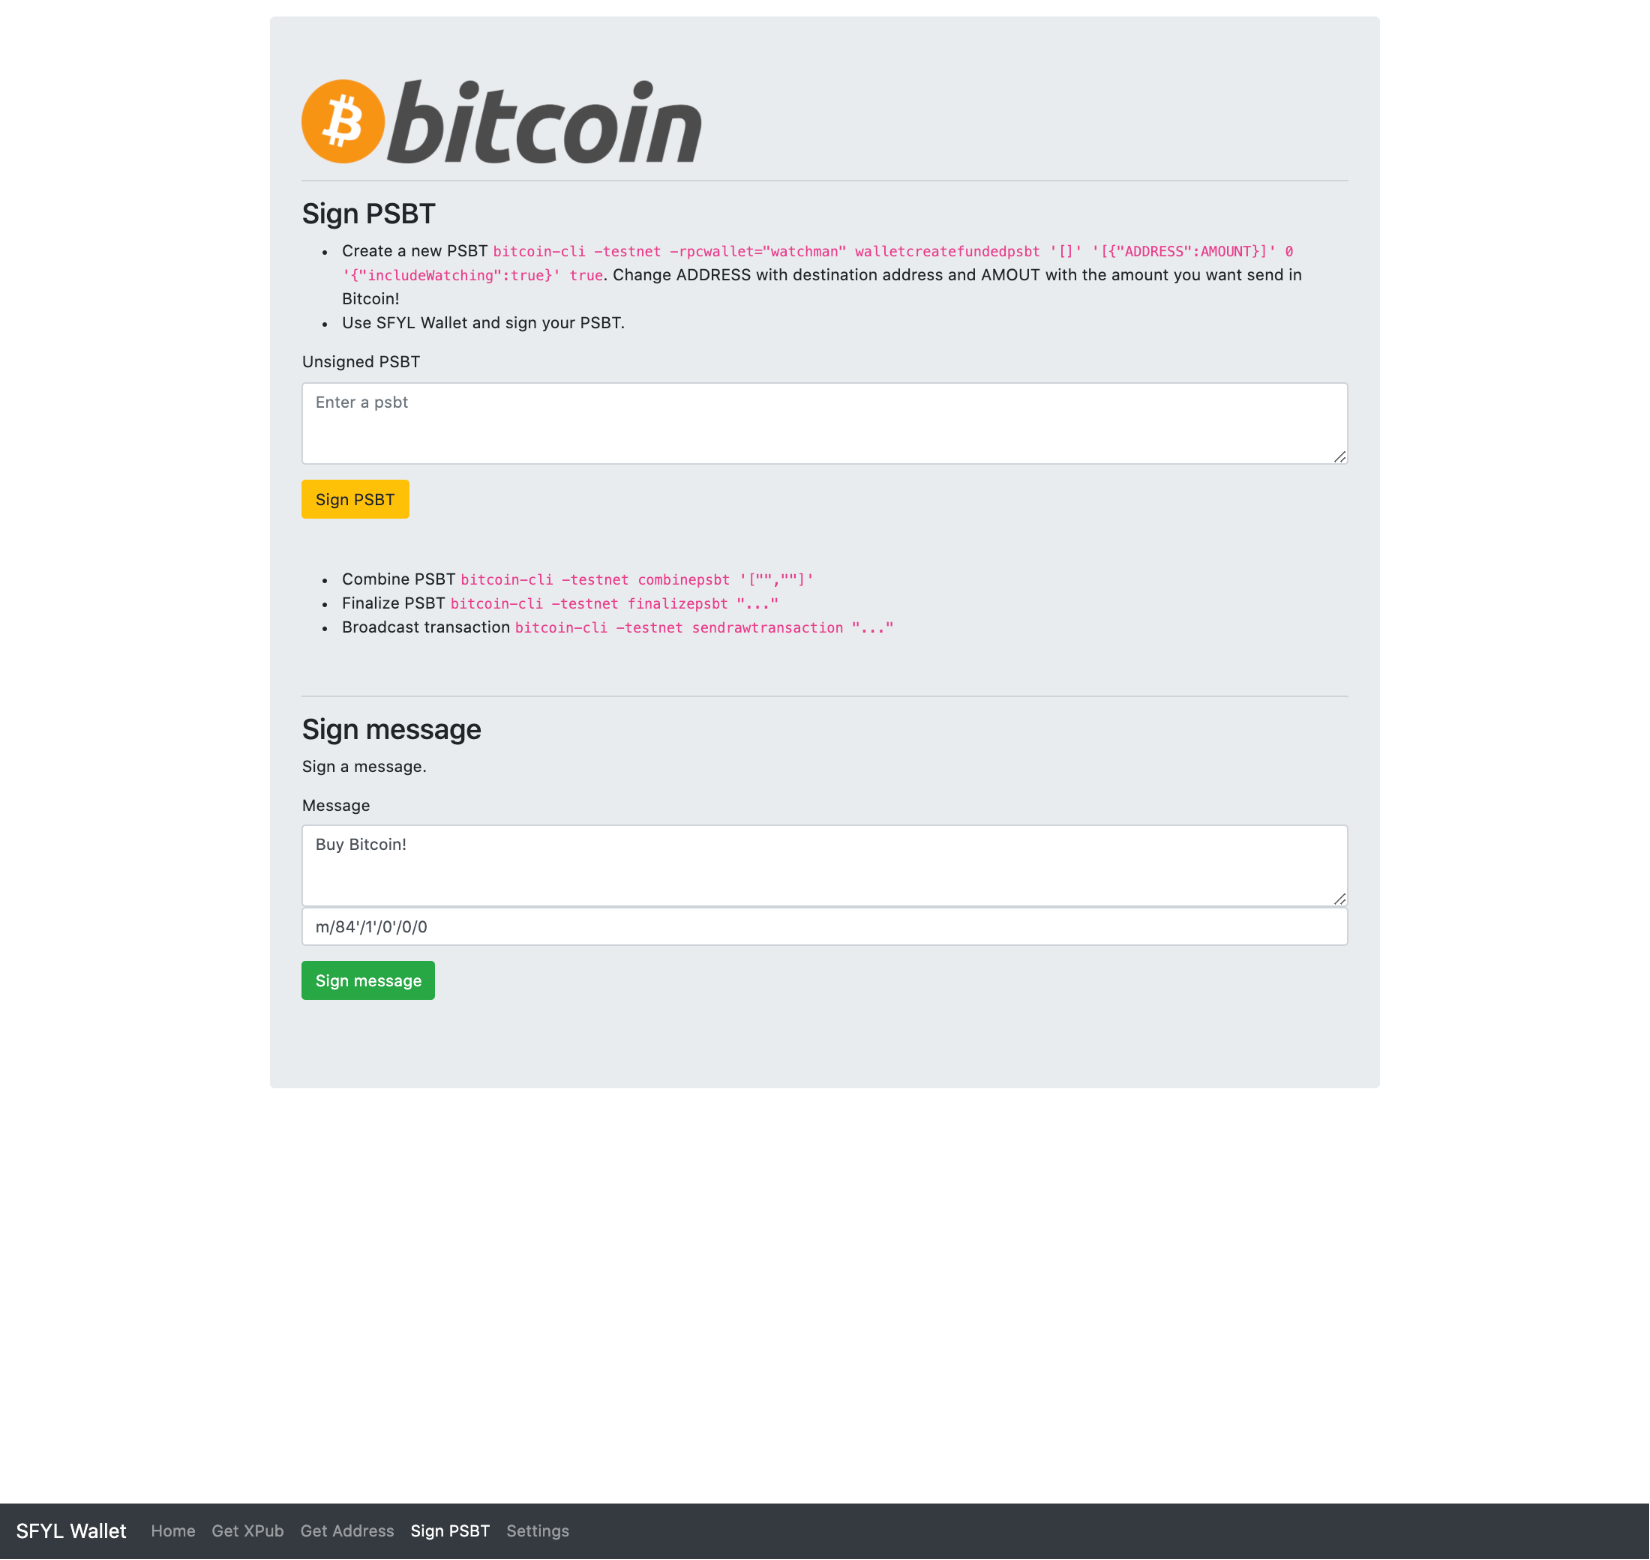 bitcoin
Sign PSBT
• Create a new PSBT bitcoin-cli -testnet -rpcwallet="watchman" walletcreatefundedpsbt '[]' '[{"ADDRESS":AMOUNT}]' 0
'{"includeWatching":true}' true. Change ADDRESS with destination address and AMOUT with the amount you want send in
Bitcoin!
• Use SFYL Wallet and sign your PSBT.
Unsigned PSBT
Enter a psbt
Sign PSBT
• Combine PSBT bitcoin-cli -testnet combinepsbt '["",""]'
• Finalize PSBT bitcoin-cli -testnet finalizepsbt "..."
• Broadcast transaction bitcoin-cli -testnet sendrawtransaction "..."
Sign message
Sign a message.
Message
Buy Bitcoin!
m/84'/1'/0'/0/0
Sign message
SFYL Wallet Home Get XPub Get Address Sign PSBT Settings